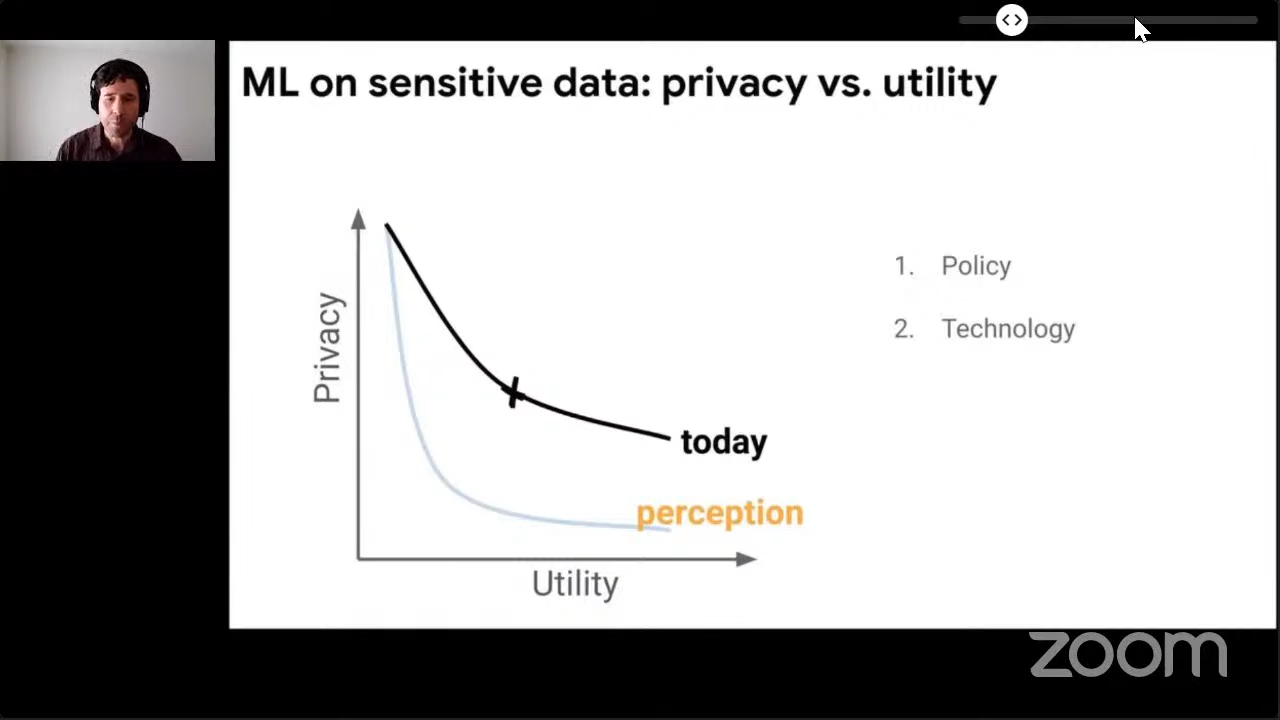 ML on sensitive data: privacy vs. utility
1. Policy
2. Technology
Privacy
today
perception
Utility
zoom